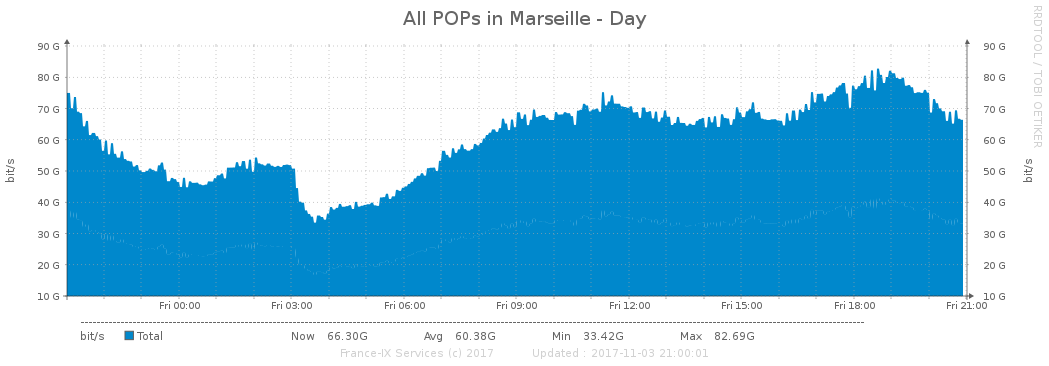 All POPs in Marseille - Day
RRDTOOL / TOBI OETIKER
90 G 90 G
80 G 80 G
70 G 70 G
60 G 60 G
50 G 50 G
40 G 40 G
30 G 30 G
20 G 20 G
10 G 10 G
bit/s
bit/s
Fri 00:00 Fri 03:00 Fri 06:00 Fri 09:00 Fri 12:00 Fri 15:00 Fri 18:00 Fri 21:00
bit/s Total Now 66.30G Avg 60.38G Min 33.42G Max 82.69G
France-IX Services (c) 2017 Updated : 2017-11-03 21:00:01